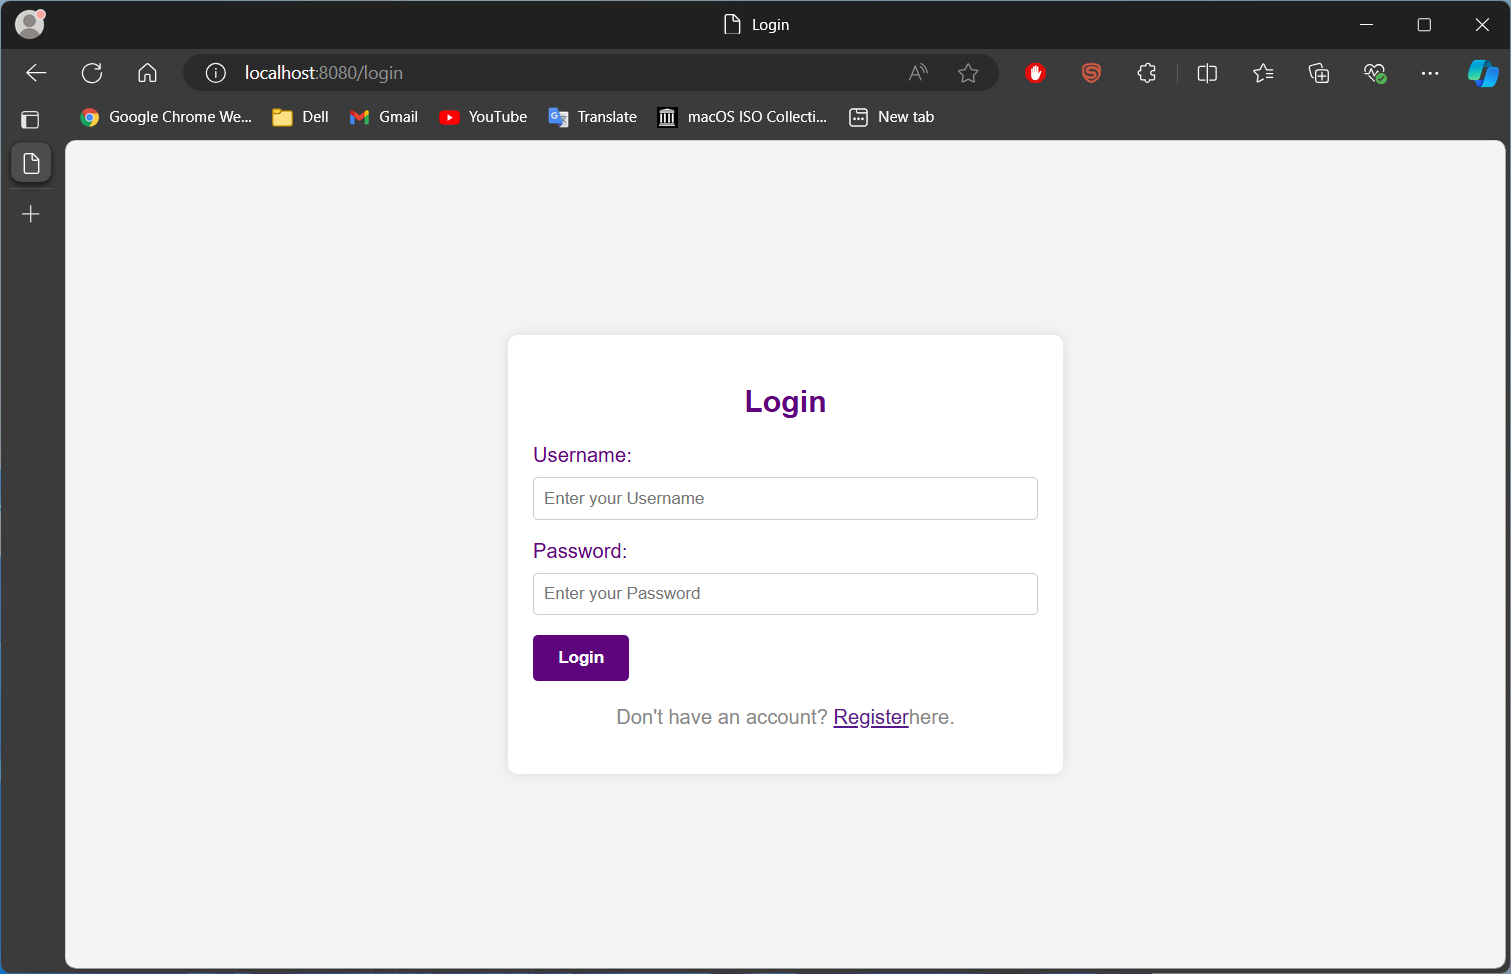 Login
localhost:8080/login
Google Chrome We... Dell Gmail YouTube Translate macOS ISO Collecti... New tab
Login
Username:
Enter your Username
Password:
Enter your Password
Login
Don't have an account? Registerhere.